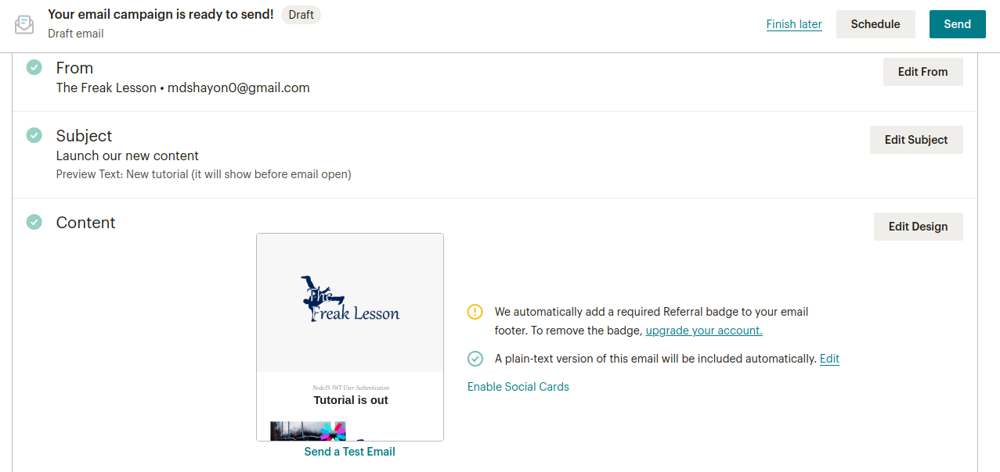 Your email campaign is ready to send! Draft
Draft email
Finish later
Schedule
Send
From
The Freak Lesson • mdshayon0@gmail.com
Edit From
Subject
Launch our new content
Preview Text: New tutorial (it will show before email open)
Edit Subject
Content
Edit Design
The
Freak Lesson
NodeJS JWT User Authentication
Tutorial is out
Send a Test Email
We automatically add a required Referral badge to your email
footer. To remove the badge, upgrade your account.
A plain-text version of this email will be included automatically. Edit
Enable Social Cards